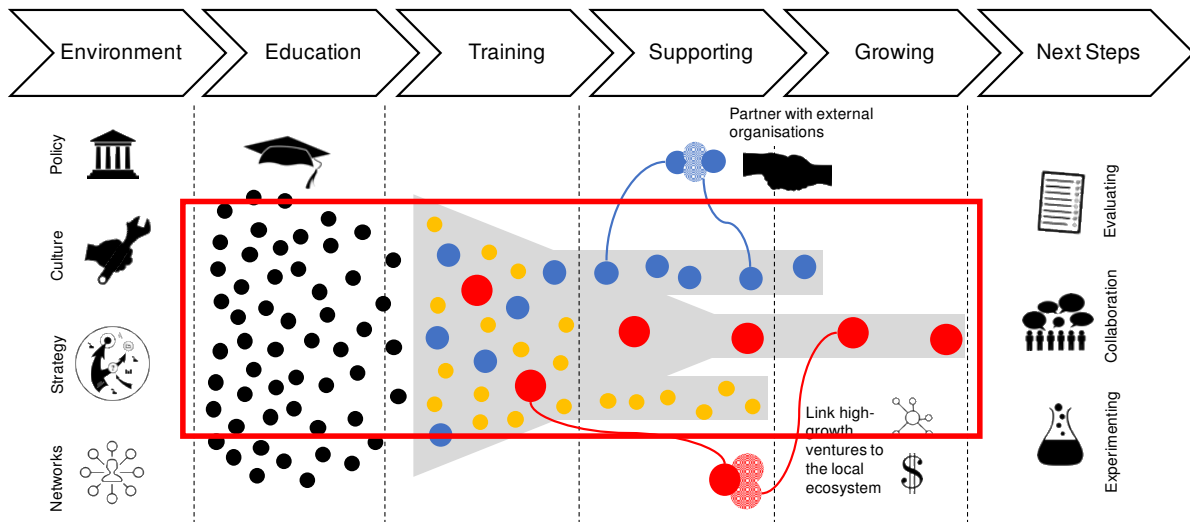 Environment
Education
Training
Supporting
Growing
Next Steps
Policy
Culture
Strategy
Networks
Partner with external
organisations
Link high-
growth
ventures to
the local
ecosystem
$
Evaluating
Collaboration
Experimenting